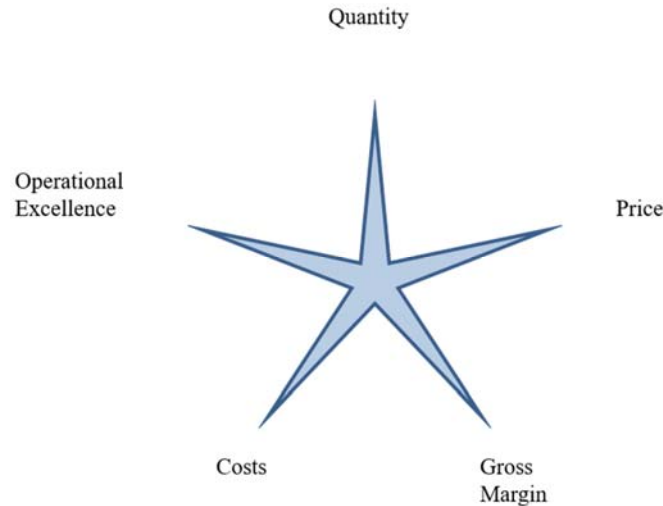 Quantity
Operational
Excellence
Price
Costs
Gross
Margin